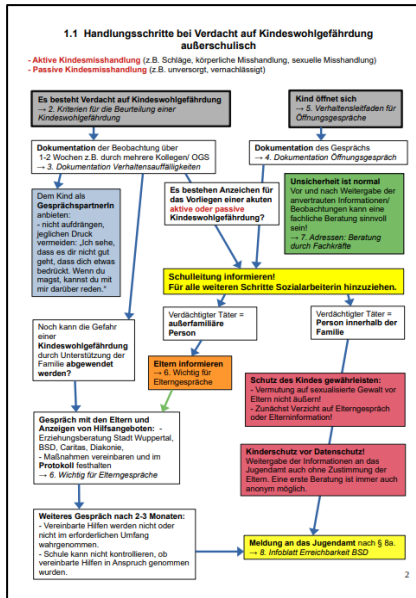 1.1 Handlungsschritte bei Verdacht auf Kindeswohlgefährdung
außerschulisch
- Aktive Kindesmisshandlung (z.B. Schläge, körperliche Misshandlung, sexuelle Misshandlung)
- Passive Kindesmisshandlung (z.B. unversorgt, vernachlässigt)
Es besteht Verdacht auf Kindeswohlgefährdung
→ 2. Kriterien für die Beurteilung einer
Kindeswohlgefährdung
Kind öffnet sich
→ 5. Verhaltensleitfaden für
Öffnungsgespräche
Dokumentation der Beobachtung über
1-2 Wochen z.B. durch mehrere Kollegen/ OGS
→ 3. Dokumentation Verhaltensauffälligkeiten
Dokumentation des Gesprächs
→ 4. Dokumentation Öffnungsgespräch
Dem Kind als
GesprächspartnerIn
anbieten:
- nicht aufdrängen,
jeglichen Druck
vermeiden: „Ich sehe,
dass es dir nicht gut
geht, dass dich etwas
bedrückt. Wenn du
magst, kannst du mit
mir darüber reden.“
Es bestehen Anzeichen für
das Vorliegen einer akuten
aktive oder passive
Kindeswohlgefährdung?
Unsicherheit ist normal
Vor und nach Weitergabe der
anvertrauten Information/
Beobachtungen kann eine
fachliche Beratung sinnvoll
sein!
→ 7. Adressen: Beratung
durch Fachkräfte
Schulleitung informieren!
Für alle weiteren Schritte Sozialarbeiterin hinzuziehen.
Verdächtigter Täter =
außerfamiliäre
Person
Verdächtigter Täter =
Person innerhalb der
Familie
Noch kann die Gefahr
einer
Kindeswohlgefährdung
durch Unterstützung der
Familie abgewendet
werden?
Eltern informieren
→ 6. Wichtig für
Elterngespräche
Schutz des Kindes gewährleisten:
- Vermutung auf sexualisierte Gewalt vor
Eltern nicht äußern!
- Zunächst Verzicht auf Elterngespräch
oder Elterninformation!
Gespräch mit den Eltern und
Anzeigen von Hilfsangeboten: -
Erziehungsberatung Stadt Wuppertal,
BSD, Caritas, Diakonie,
- Maßnahmen vereinbaren und im
Protokoll festhalten
→ 6. Wichtig für Elterngespräche
Kinderschutz vor Datenschutz!
Weitergabe der Informationen an das
Jugendamt auch ohne Zustimmung der
Eltern. Eine erste Beratung ist immer auch
anonym möglich.
Weiteres Gespräch nach 2-3 Monaten:
- Vereinbarte Hilfen werden nicht oder
nicht im erforderlichen Umfang
wahrgenommen.
- Schule kann nicht kontrollieren, ob
vereinbarte Hilfen in Anspruch genommen
wurden.
Meldung an das Jugendamt nach § 8a.
→ 8. Infoblatt Erreichbarkeit BSD
2